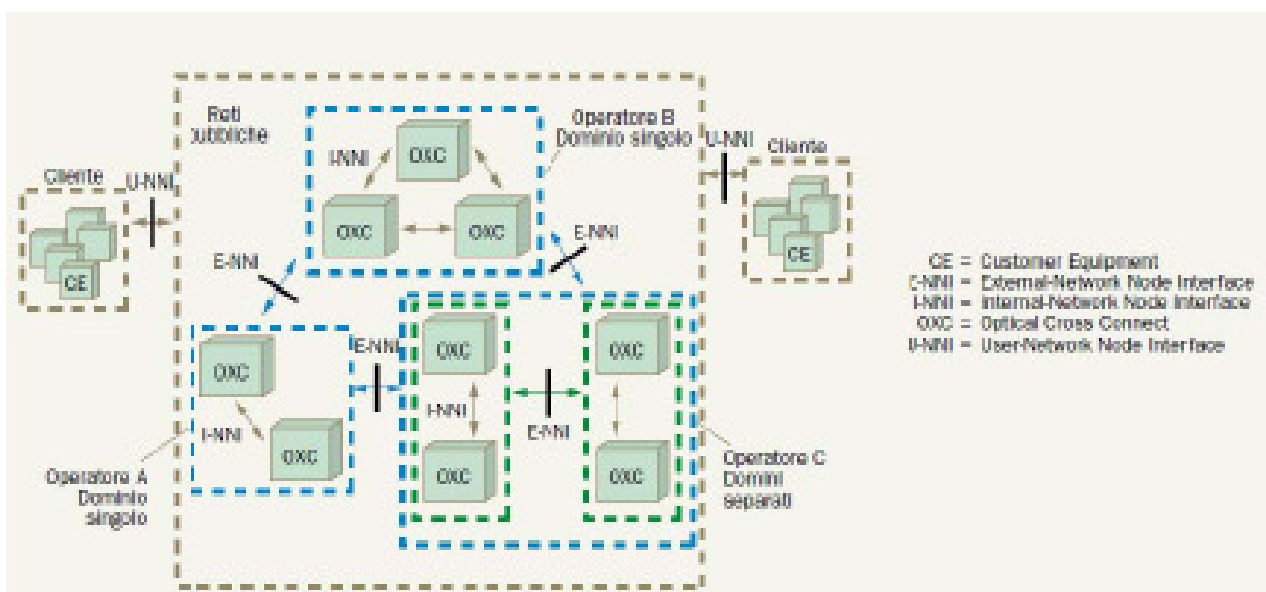 Reti
pubbliche
Operatore B
Dominio singolo
U-NNI
Cliente
Cliente
U-NNI
I-NNI
OXC
OXC
OXC
CE
CE
E-NNI
E-NNI
CE = Customer Equipment
E-NNI = External-Network Node Interface
I-NNI = Internal-Network Node Interface
OXC = Optical Cross Connect
U-NNI = User-Network Node Interface
OXC
I-NNI
OXC
E-NNI
OXC
I-NNI
OXC
E-NNI
OXC
OXC
Operatore A
Dominio
singolo
Operatore C
Domini
separati